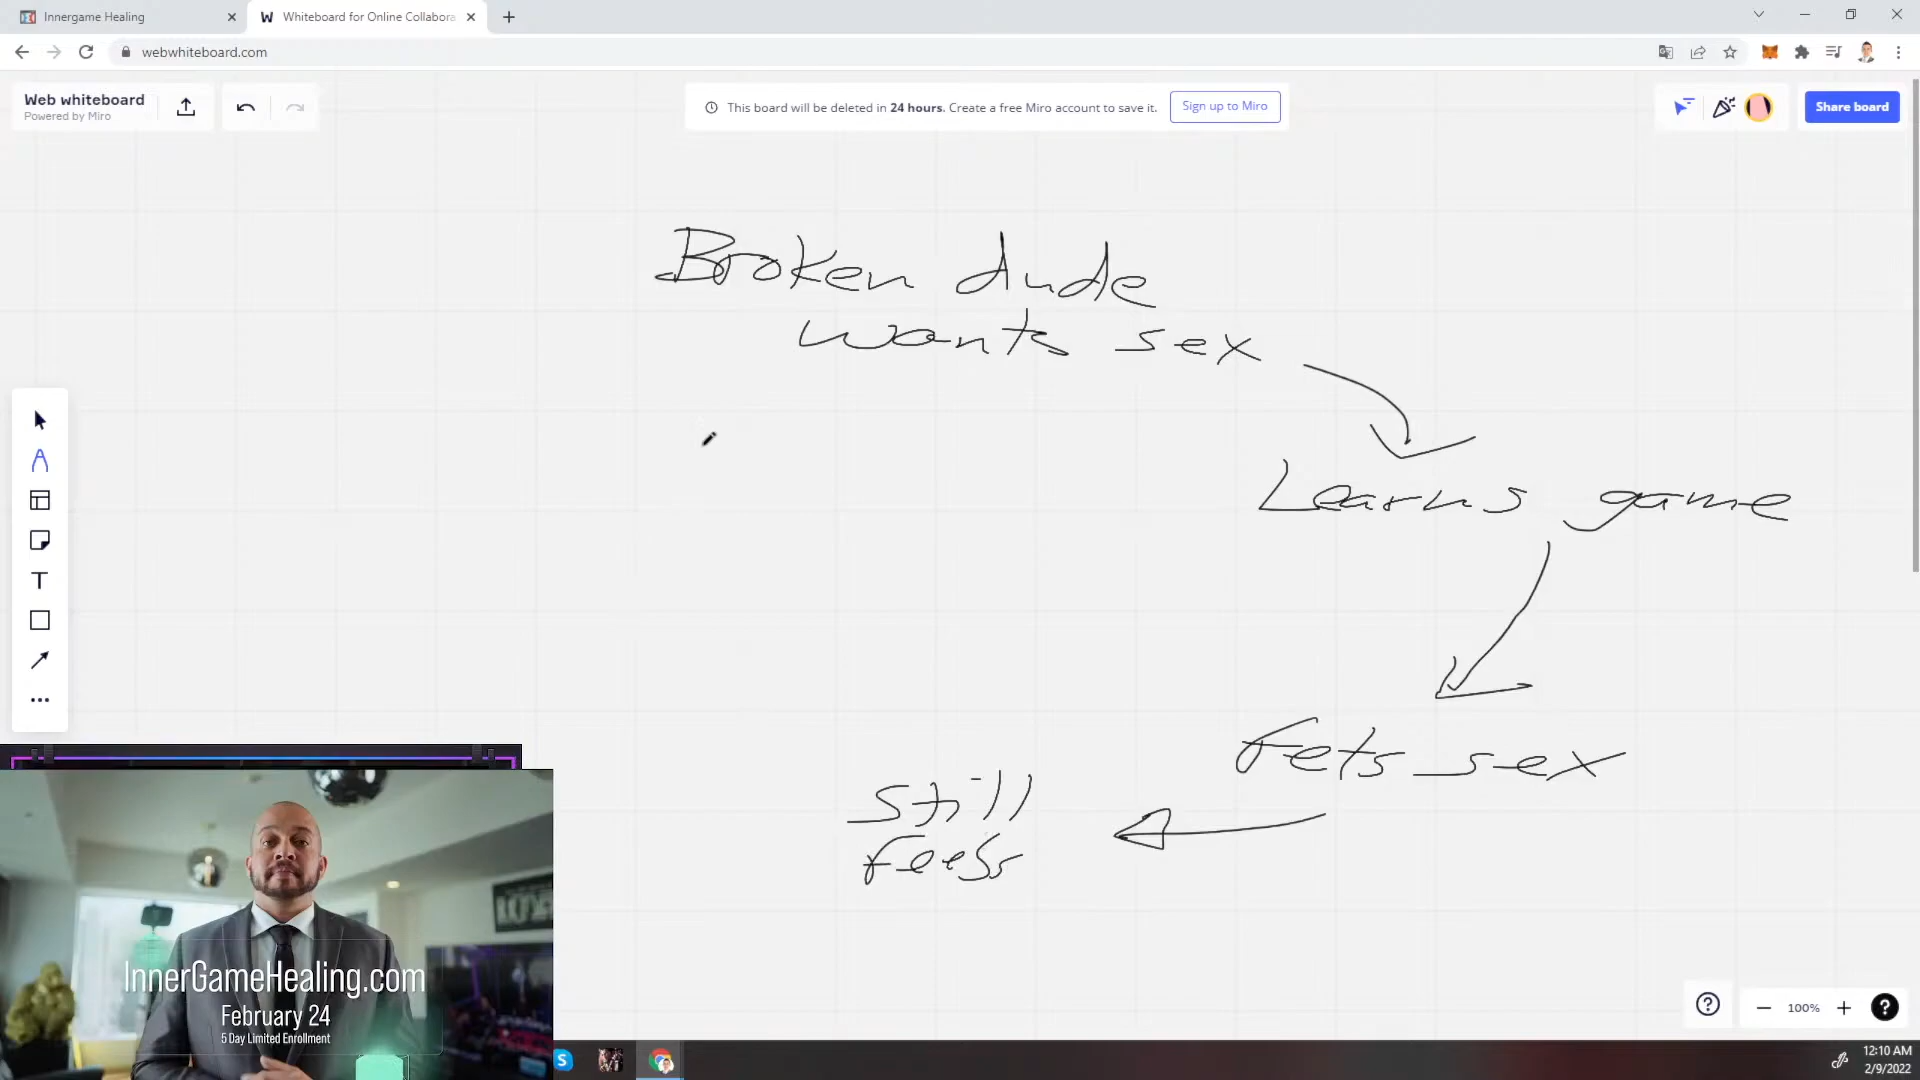 Innergame Healing
Whiteboard for Online Collabora
webwhiteboard.com
Web whiteboard
Powered by Miro
This board will be deleted in 24 hours. Create a free Miro account to save it.
Sign up to Miro
Share board
Broken dude
wants sex
Learns game
Gets sex
Still
Feels
T
InnerGameHealing.com
February 24
5 Day Limited Enrollment
100%
12:10 AM
2/9/2022